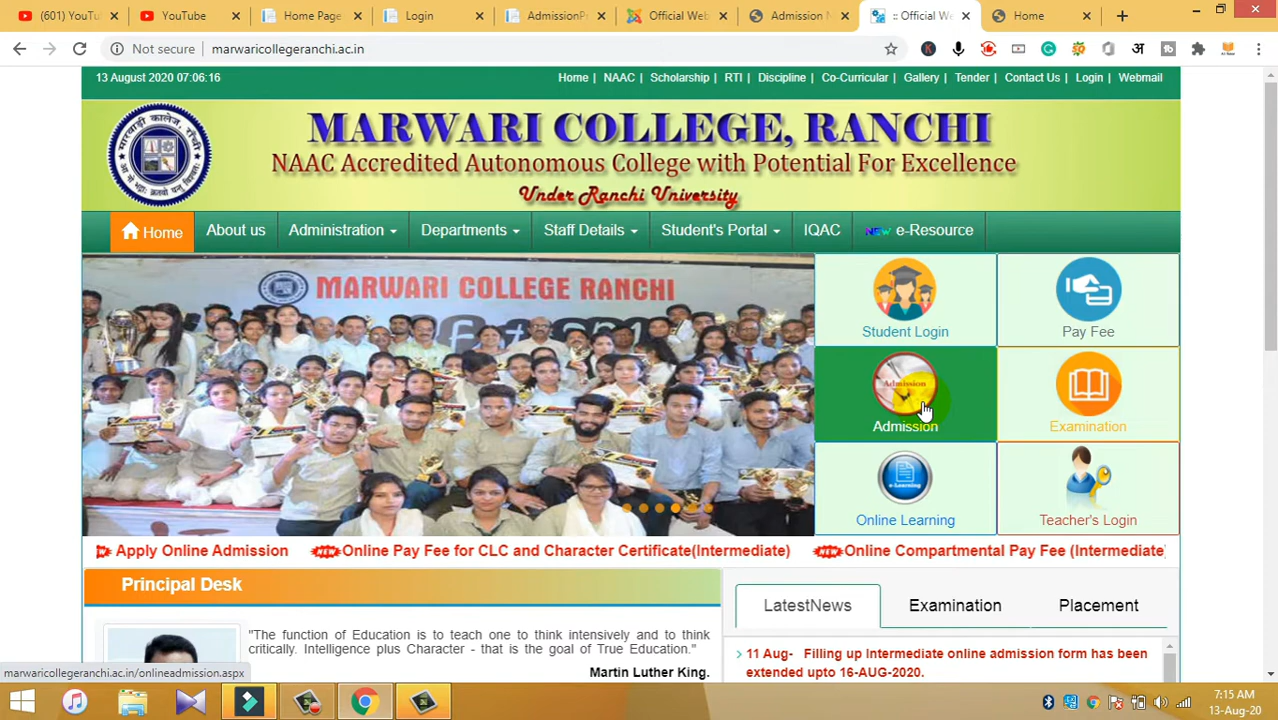 (601) YouTu
YouTube
Home Page
Login
AdmissionP
Official Web
Admission N
:: Official W
Home
Not secure
marwaricollegeranchi.ac.in
13 August 2020 07:06:16
Home | NAAC | Scholarship | RTI | Discipline | Co-Curricular | Gallery | Tender | Contact Us | Login | Webmail
MARWARI COLLEGE, RANCHI
NAAC Accredited Autonomous College with Potential For Excellence
Under Ranchi University
Home
About us
Administration
Departments
Staff Details
Student's Portal
IQAC
NEW e-Resource
MARWARI COLLEGE RANCHI
Student Login
Pay Fee
Admission
Admission
Examination
e-Learning
Online Learning
Teacher's Login
Apply Online Admission
Online Pay Fee for CLC and Character Certificate(Intermediate)
Online Compartmental Pay Fee (Intermediate)
Principal Desk
LatestNews
Examination
Placement
"The function of Education is to teach one to think intensively and to think
critically. Intelligence plus Character - that is the goal of True Education."
Martin Luther King.
11 Aug- Filling up Intermediate online admission form has been
extended upto 16-AUG-2020.
marwaricollegeranchi.ac.in/onlineadmission.aspx
7:15 AM
13-Aug-20